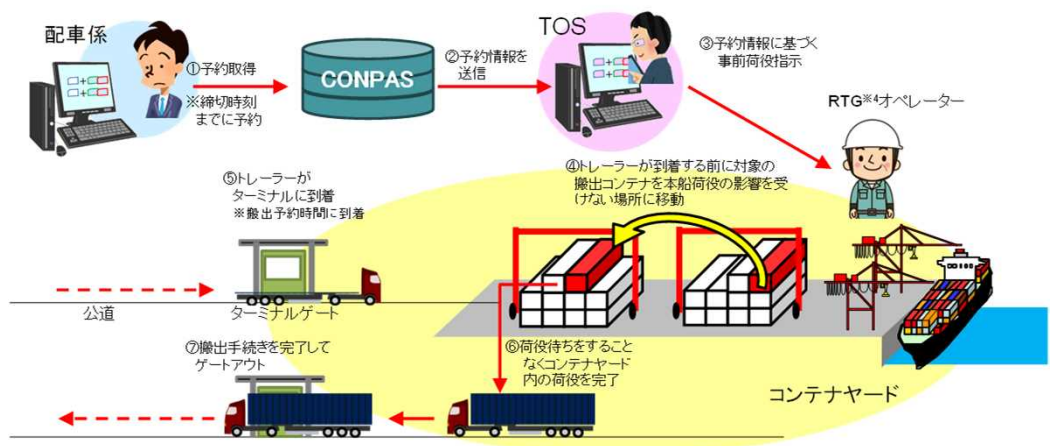 配車係
①予約取得
※締切時刻
までに予約
CONPAS
②予約情報を
送信
TOS
③予約情報に基づく
事前荷役指示
RTG※4オペレーター
④トレーラーが到着する前に対象の
搬出コンテナを本船荷役の影響を受
けない場所に移動
⑤トレーラーが
ターミナルに到着
※搬出予約時間に到着
公道
ターミナルゲート
⑥荷役待ちをすること
なくコンテナヤード
内の荷役を完了
⑦搬出手続きを完了して
ゲートアウト
コンテナヤード